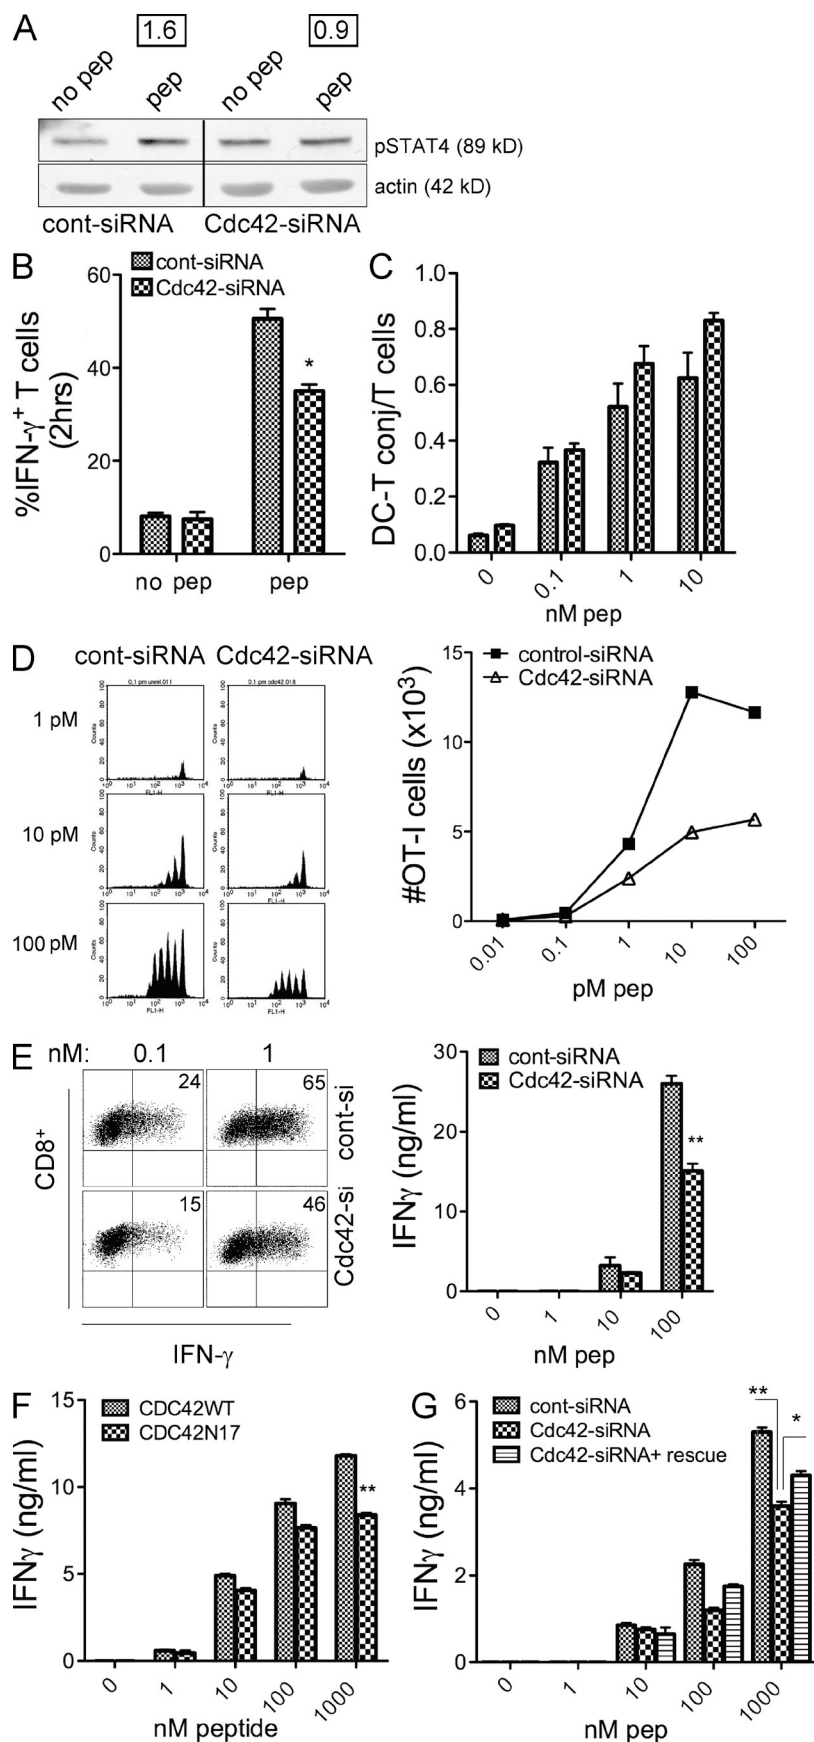 A
1.6
0.9
no pep
pep
no pep
pep
pSTAT4 (89 kD)
actin (42 kD)
cont-siRNA
Cdc42-siRNA
B
cont-siRNA
Cdc42-siRNA
%IFN-γ+ T cells
(2hrs)
60
40
20
0
*
no pep
pep
C
DC-T conj/T cells
1.0
0.8
0.6
0.4
0.2
0.0
0
0.1
1
10
nM pep
D
cont-siRNA
Cdc42-siRNA
1 pM
10 pM
100 pM
Counts
FL1-H
control-siRNA
Cdc42-siRNA
#OT-I cells (x10³)
15
10
5
0
0.01
0.1
1
10
100
pM pep
E
nM:
0.1
1
24
65
cont-si
15
46
Cdc42-si
CD8+
IFN-γ
cont-siRNA
Cdc42-siRNA
IFNγ (ng/ml)
30
20
10
0
**
0
1
10
100
nM pep
F
CDC42WT
CDC42N17
IFNγ (ng/ml)
15
10
5
0
**
0
1
10
100
1000
nM peptide
G
cont-siRNA
Cdc42-siRNA
Cdc42-siRNA+ rescue
IFNγ (ng/ml)
6
4
2
0
**
*
0
1
10
100
1000
nM pep